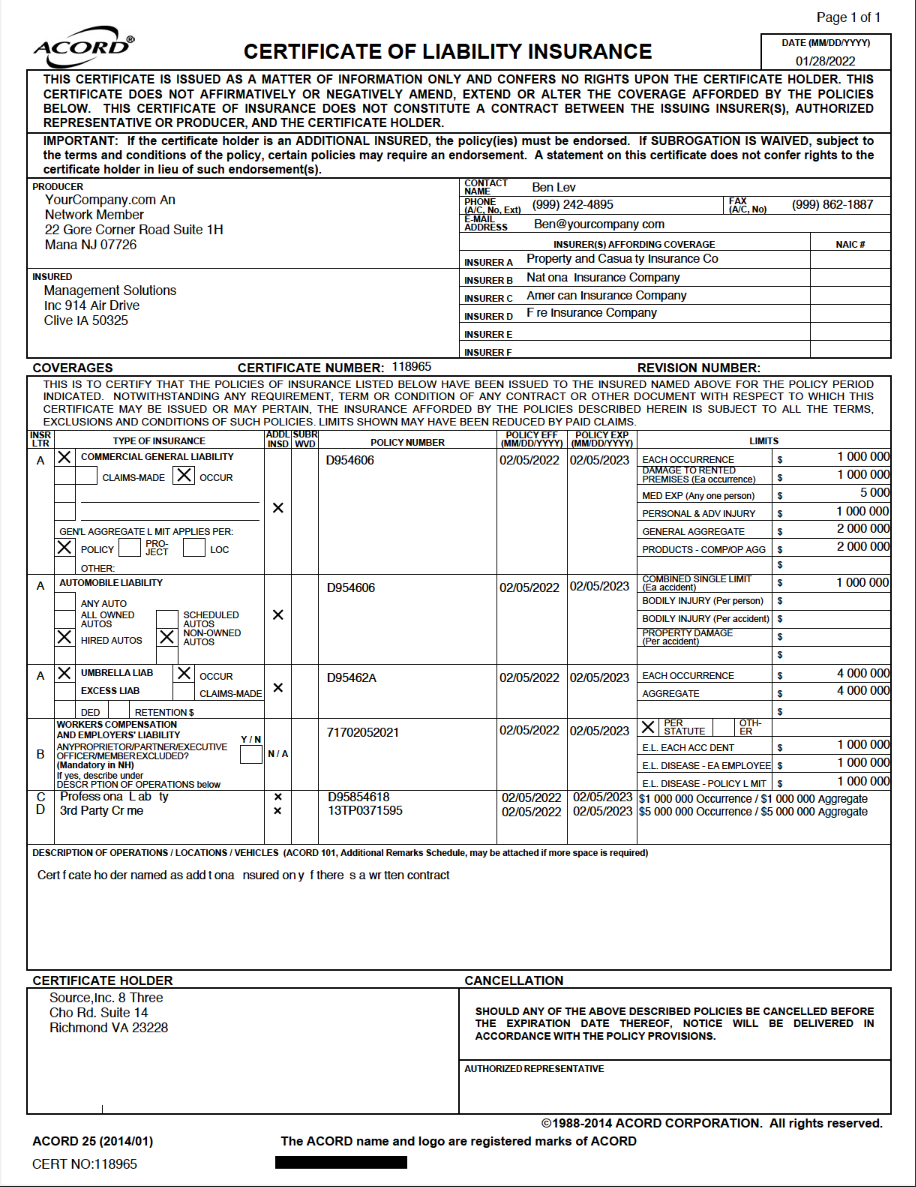 Page 1 of 1
ACORD®
CERTIFICATE OF LIABILITY INSURANCE
DATE (MM/DD/YYYY)
01/28/2022
THIS CERTIFICATE IS ISSUED AS A MATTER OF INFORMATION ONLY AND CONFERS NO RIGHTS UPON THE CERTIFICATE HOLDER. THIS
CERTIFICATE DOES NOT AFFIRMATIVELY OR NEGATIVELY AMEND, EXTEND OR ALTER THE COVERAGE AFFORDED BY THE POLICIES
BELOW. THIS CERTIFICATE OF INSURANCE DOES NOT CONSTITUTE A CONTRACT BETWEEN THE ISSUING INSURER(S), AUTHORIZED
REPRESENTATIVE OR PRODUCER, AND THE CERTIFICATE HOLDER.
IMPORTANT: If the certificate holder is an ADDITIONAL INSURED, the policy(ies) must be endorsed. If SUBROGATION IS WAIVED, subject to
the terms and conditions of the policy, certain policies may require an endorsement. A statement on this certificate does not confer rights to the
certificate holder in lieu of such endorsement(s).
PRODUCER
YourCompany.com An
Network Member
22 Gore Corner Road Suite 1H
Mana NJ 07726
CONTACT NAME Ben Lev
PHONE (A/C, No, Ext) (999) 242-4895 FAX (A/C, No) (999) 862-1887
E-MAIL ADDRESS Ben@yourcompany com
INSURER(S) AFFORDING COVERAGE NAIC #
INSURER A Property and Casua ty Insurance Co
INSURED
Management Solutions
Inc 914 Air Drive
Clive IA 50325
INSURER B Nat ona Insurance Company
INSURER C Amer can Insurance Company
INSURER D F re Insurance Company
INSURER E
INSURER F
COVERAGES CERTIFICATE NUMBER: 118965 REVISION NUMBER:
THIS IS TO CERTIFY THAT THE POLICIES OF INSURANCE LISTED BELOW HAVE BEEN ISSUED TO THE INSURED NAMED ABOVE FOR THE POLICY PERIOD
INDICATED. NOTWITHSTANDING ANY REQUIREMENT, TERM OR CONDITION OF ANY CONTRACT OR OTHER DOCUMENT WITH RESPECT TO WHICH THIS
CERTIFICATE MAY BE ISSUED OR MAY PERTAIN, THE INSURANCE AFFORDED BY THE POLICIES DESCRIBED HEREIN IS SUBJECT TO ALL THE TERMS,
EXCLUSIONS AND CONDITIONS OF SUCH POLICIES. LIMITS SHOWN MAY HAVE BEEN REDUCED BY PAID CLAIMS.
INSR LTR TYPE OF INSURANCE ADDL INSD SUBR WVD POLICY NUMBER POLICY EFF (MM/DD/YYYY) POLICY EXP (MM/DD/YYYY) LIMITS
A X COMMERCIAL GENERAL LIABILITY D954606 02/05/2022 02/05/2023 EACH OCCURRENCE $ 1 000 000
CLAIMS-MADE X OCCUR DAMAGE TO RENTED PREMISES (Ea occurrence) $ 1 000 000
MED EXP (Any one person) $ 5 000
X PERSONAL & ADV INJURY $ 1 000 000
GEN'L AGGREGATE L MIT APPLIES PER: GENERAL AGGREGATE $ 2 000 000
X POLICY PRO-JECT LOC PRODUCTS - COMP/OP AGG $ 2 000 000
OTHER: $
A AUTOMOBILE LIABILITY X D954606 02/05/2022 02/05/2023 COMBINED SINGLE LIMIT (Ea accident) $ 1 000 000
ANY AUTO BODILY INJURY (Per person) $
ALL OWNED AUTOS SCHEDULED AUTOS BODILY INJURY (Per accident) $
X HIRED AUTOS X NON-OWNED AUTOS PROPERTY DAMAGE (Per accident) $
$
A X UMBRELLA LIAB X OCCUR D95462A 02/05/2022 02/05/2023 EACH OCCURRENCE $ 4 000 000
EXCESS LIAB CLAIMS-MADE X AGGREGATE $ 4 000 000
DED RETENTION $ $
B WORKERS COMPENSATION AND EMPLOYERS' LIABILITY Y / N 71702052021 02/05/2022 02/05/2023 X PER STATUTE OTH-ER
ANYPROPRIETOR/PARTNER/EXECUTIVE OFFICER/MEMBER EXCLUDED? N / A E.L. EACH ACC DENT $ 1 000 000
(Mandatory in NH) E.L. DISEASE - EA EMPLOYEE $ 1 000 000
If yes, describe under DESCR PTION OF OPERATIONS below E.L. DISEASE - POLICY L MIT $ 1 000 000
C Profess ona L ab ty X D95854618 02/05/2022 02/05/2023 $1 000 000 Occurrence / $1 000 000 Aggregate
D 3rd Party Cr me X 13TP0371595 02/05/2022 02/05/2023 $5 000 000 Occurrence / $5 000 000 Aggregate
DESCRIPTION OF OPERATIONS / LOCATIONS / VEHICLES (ACORD 101, Additional Remarks Schedule, may be attached if more space is required)
Cert f cate ho der named as add t ona nsured on y f there s a wr tten contract
CERTIFICATE HOLDER
Source,Inc. 8 Three
Cho Rd. Suite 14
Richmond VA 23228
CANCELLATION
SHOULD ANY OF THE ABOVE DESCRIBED POLICIES BE CANCELLED BEFORE
THE EXPIRATION DATE THEREOF, NOTICE WILL BE DELIVERED IN
ACCORDANCE WITH THE POLICY PROVISIONS.
AUTHORIZED REPRESENTATIVE
©1988-2014 ACORD CORPORATION. All rights reserved.
ACORD 25 (2014/01) The ACORD name and logo are registered marks of ACORD
CERT NO:118965